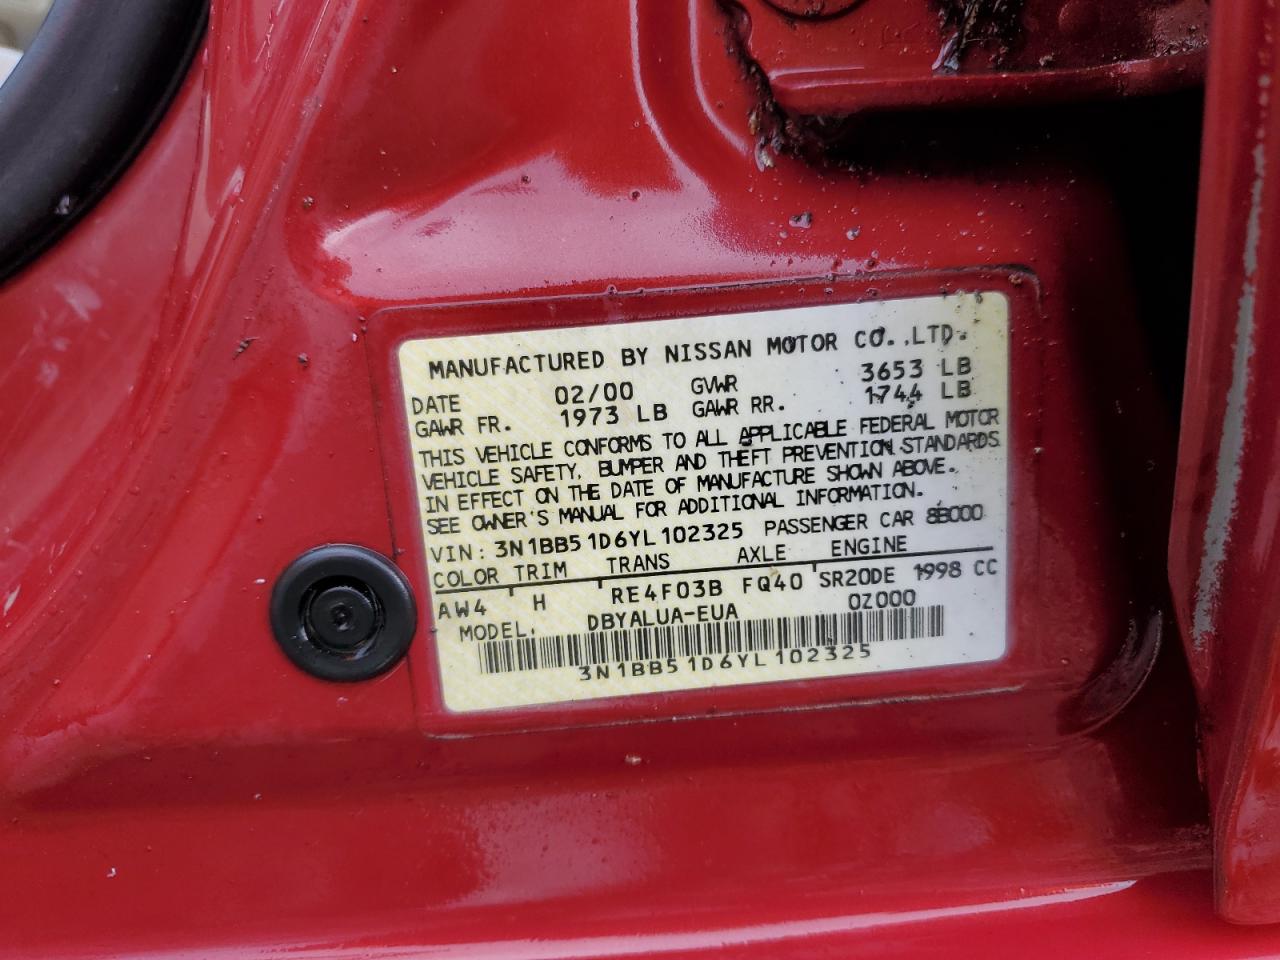 MANUFACTURED BY NISSAN MOTOR CO.,LTD.
DATE 02/00 GVWR 3653 LB
GAWR FR. 1973 LB GAWR RR. 1744 LB
THIS VEHICLE CONFORMS TO ALL APPLICABLE FEDERAL MOTOR
VEHICLE SAFETY, BUMPER AND THEFT PREVENTION STANDARDS
IN EFFECT ON THE DATE OF MANUFACTURE SHOWN ABOVE.
SEE OWNER'S MANUAL FOR ADDITIONAL INFORMATION.
VIN: 3N1BB51D6YL102325 PASSENGER CAR
COLOR TRIM TRANS AXLE ENGINE
AW4 H RE4F03B FQ40 SR20DE 1998 CC
MODEL. DBYALUA-EUA 0Z000
3N1BB51D6YL102325